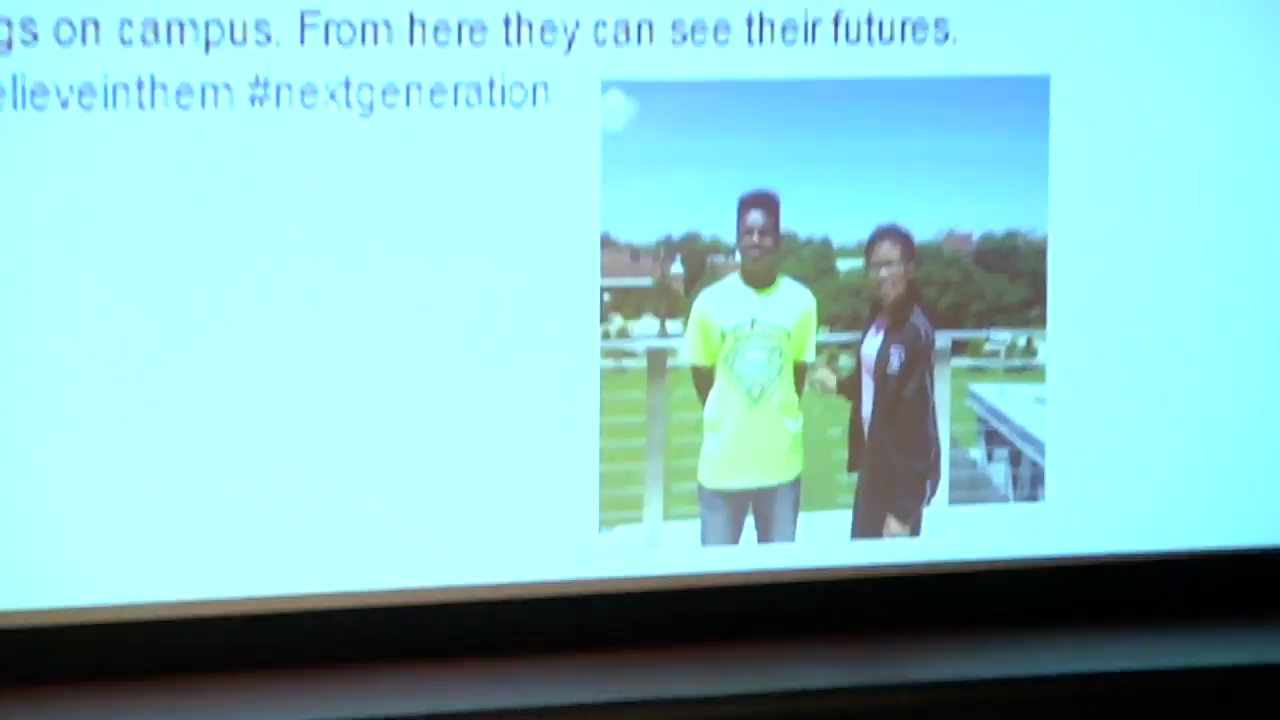 gs on campus. From here they can see their futures.
elieveinthem #nextgeneration